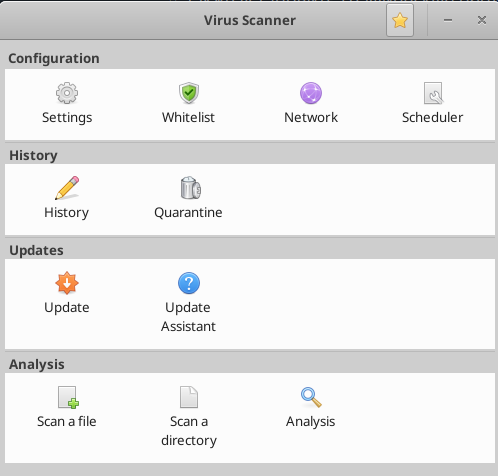 Virus Scanner
Configuration
Settings
Whitelist
Network
Scheduler
History
History
Quarantine
Updates
Update
Update
Assistant
Analysis
Scan a file
Scan a
directory
Analysis